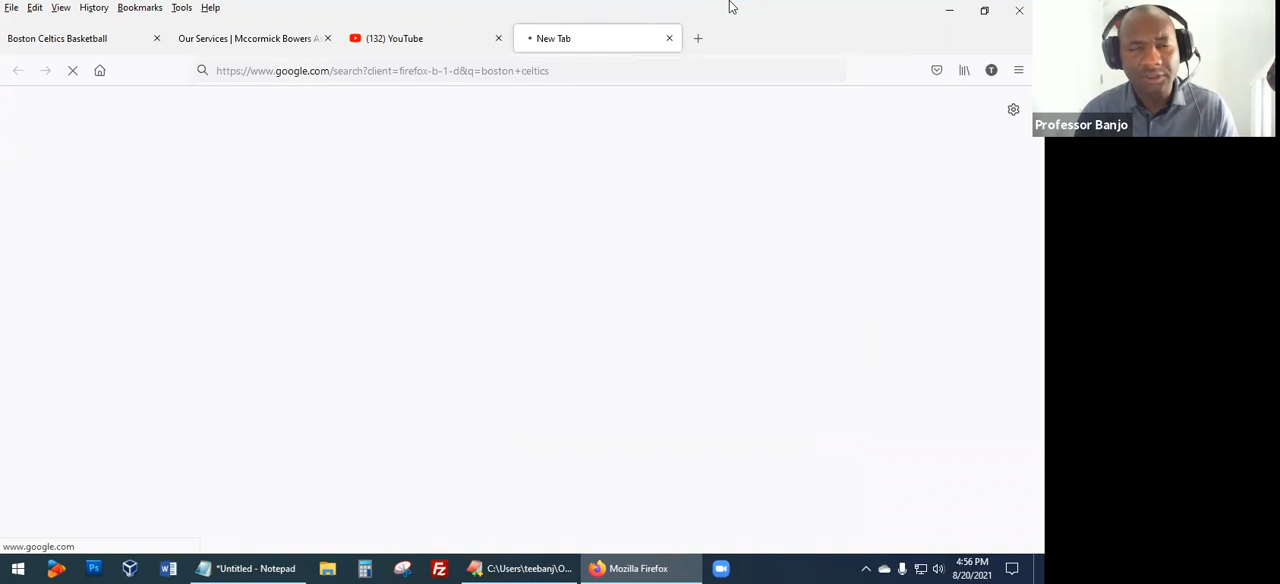 File Edit View History Bookmarks Tools Help
Boston Celtics Basketball Our Services | Mccormick Bowers As (132) YouTube New Tab
https://www.google.com/search?client=firefox-b-1-d&q=boston+celtics
T
Professor Banjo
www.google.com
*Untitled - Notepad C:\Users\teebanj\O... Mozilla Firefox
4:56 PM
8/20/2021